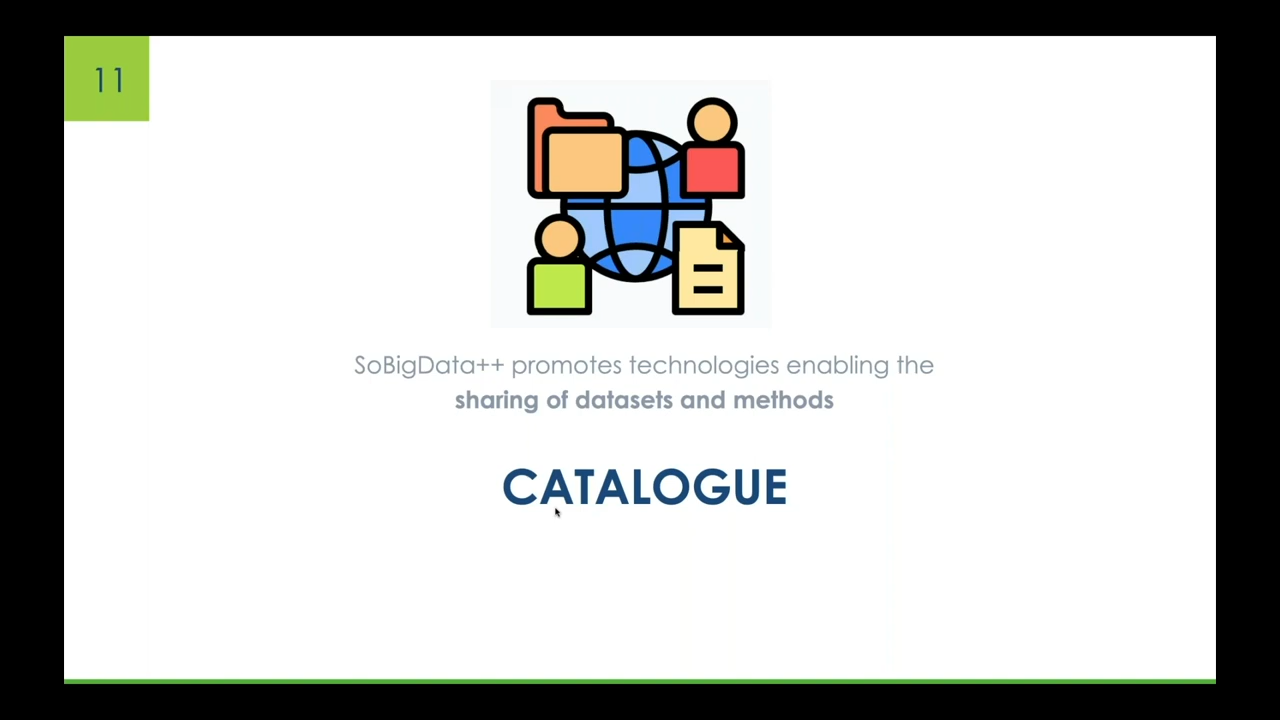 11
SoBigData++ promotes technologies enabling the
sharing of datasets and methods
CATALOGUE